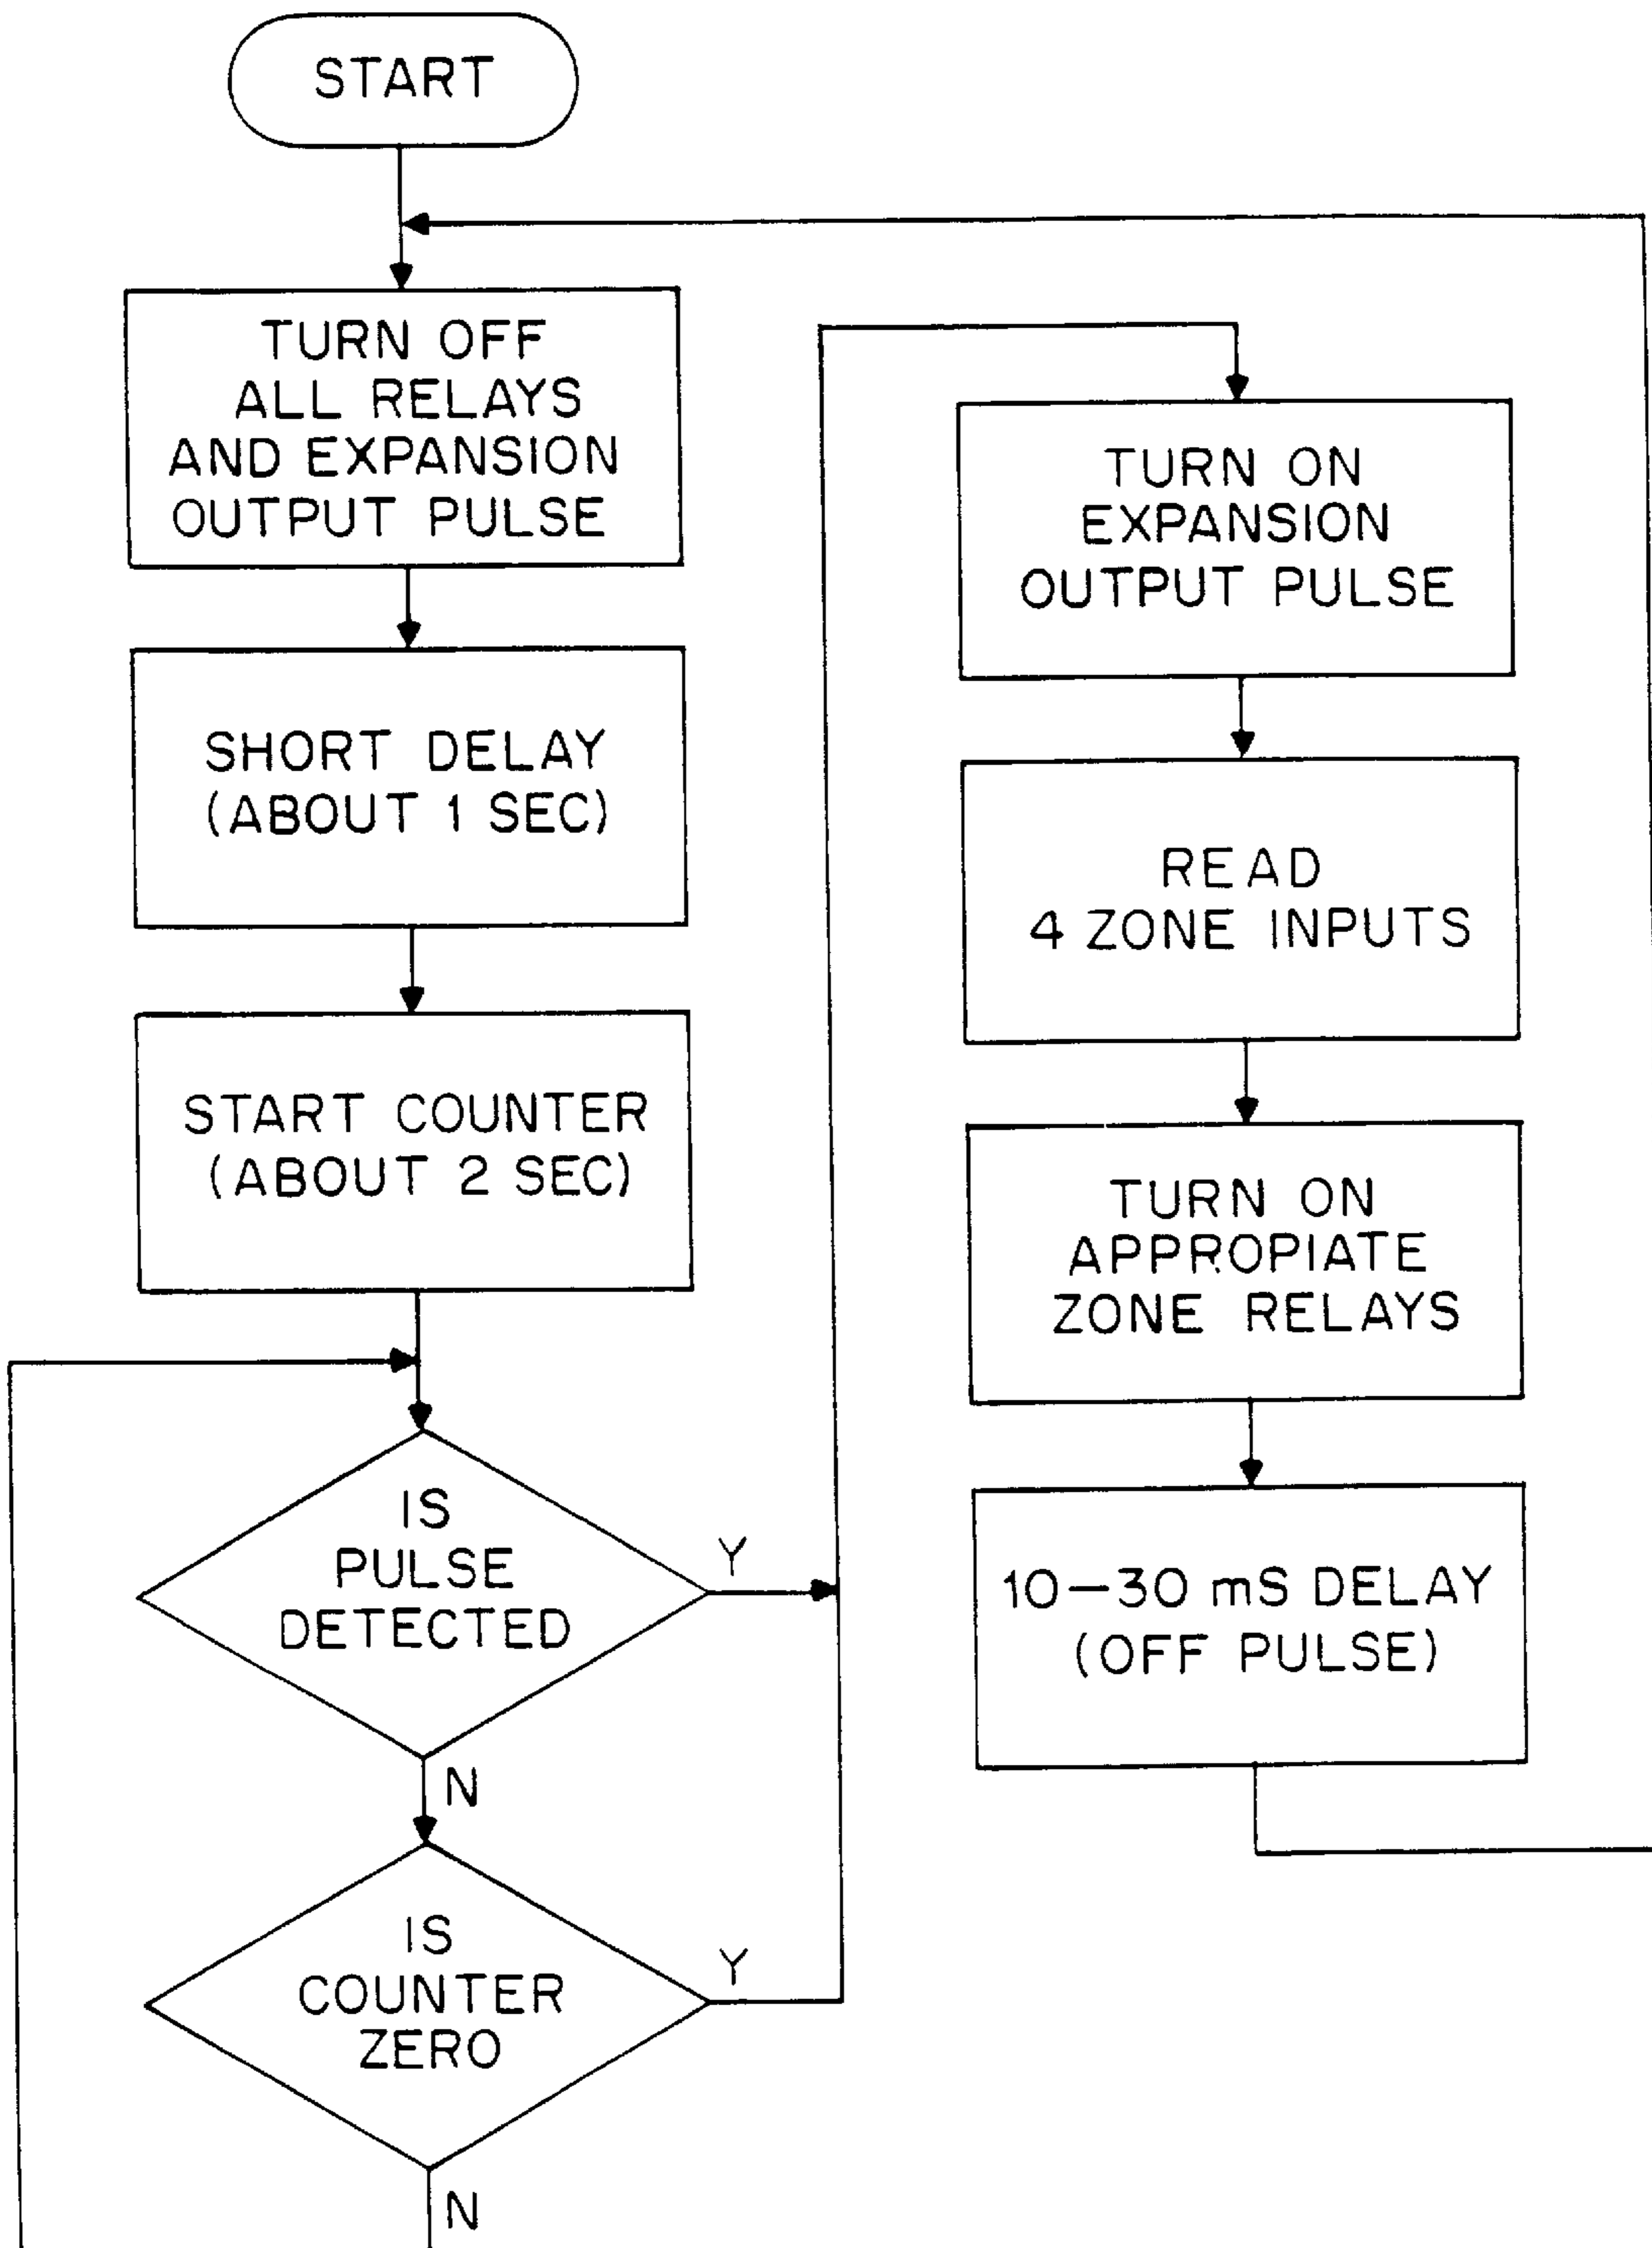 START
TURN OFF
ALL RELAYS
AND EXPANSION
OUTPUT PULSE
SHORT DELAY
(ABOUT 1 SEC)
START COUNTER
(ABOUT 2 SEC)
IS
PULSE
DETECTED
Y
N
IS
COUNTER
ZERO
Y
N
TURN ON
EXPANSION
OUTPUT PULSE
READ
4 ZONE INPUTS
TURN ON
APPROPIATE
ZONE RELAYS
10-30 mS DELAY
(OFF PULSE)